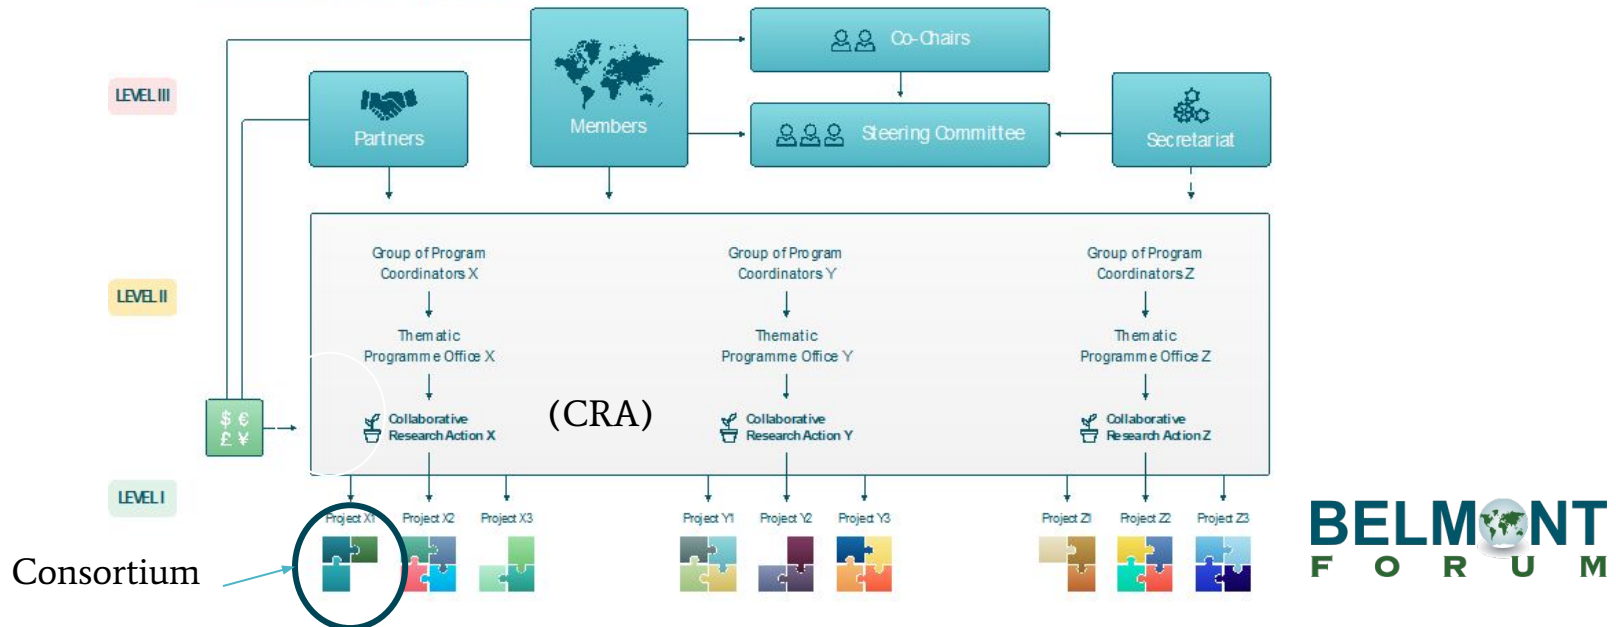 Co-Chairs
LEVEL III
Partners
Members
Steering Committee
Secretariat
Group of Program
Coordinators X
Group of Program
Coordinators Y
Group of Program
Coordinators Z
LEVEL II
Thematic
Programme Office X
Thematic
Programme Office Y
Thematic
Programme Office Z
$ €
£ ¥
Collaborative
Research Action X
(CRA)
Collaborative
Research Action Y
Collaborative
Research Action Z
LEVEL I
Project X1
Project X2
Project X3
Project Y1
Project Y2
Project Y3
Project Z1
Project Z2
Project Z3
Consortium
BELMONT
FORUM